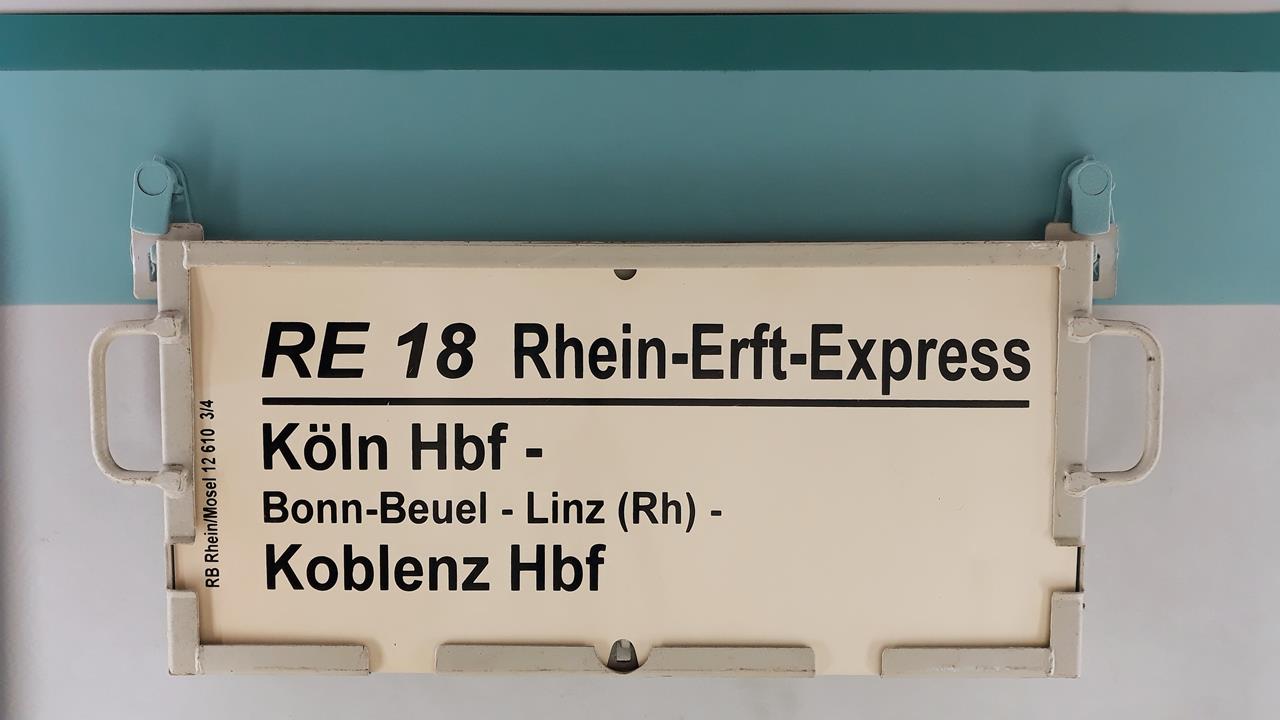 RE 18 Rhein-Erft-Express
Köln Hbf -
Bonn-Beuel - Linz (Rh) -
Koblenz Hbf
RB Rhein/Mosel 12 610 3/4